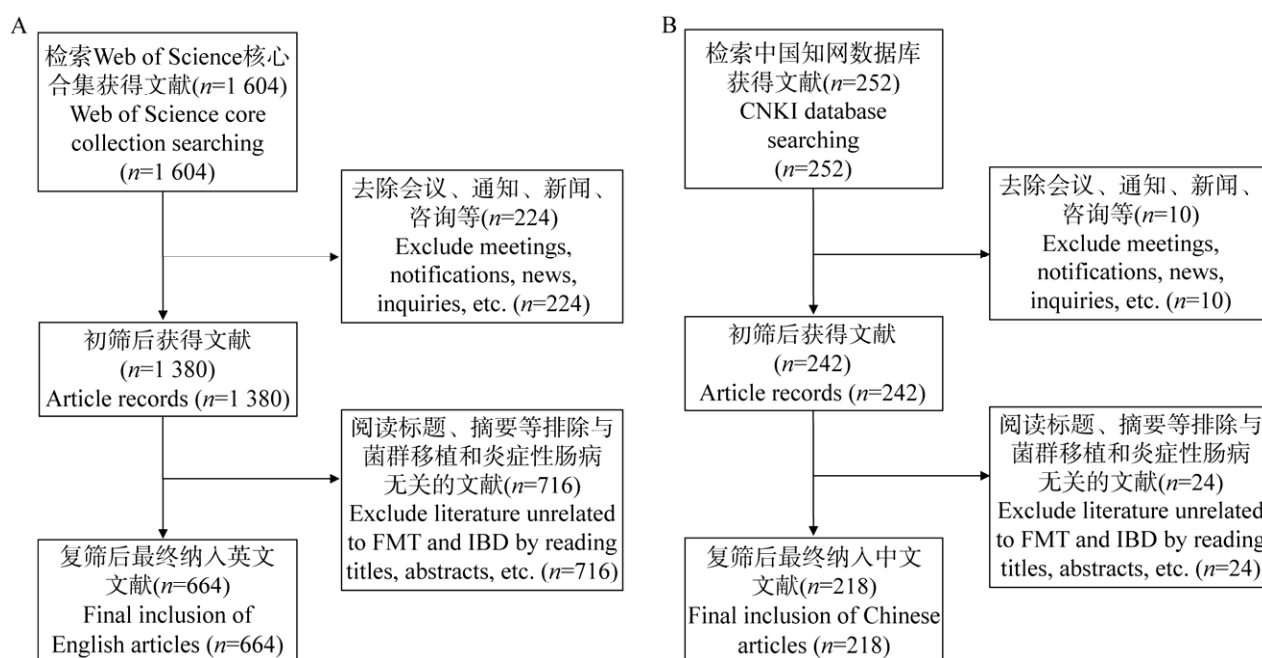 A
检索Web of Science核心
合集获得文献(n=1 604)
Web of Science core
collection searching
(n=1 604)
去除会议、通知、新闻、
咨询等(n=224)
Exclude meetings,
notifications, news,
inquiries, etc. (n=224)
初筛后获得文献
(n=1 380)
Article records (n=1 380)
阅读标题、摘要等排除与
菌群移植和炎症性肠病
无关的文献(n=716)
Exclude literature unrelated
to FMT and IBD by reading
titles, abstracts, etc. (n=716)
复筛后最终纳入英文
文献(n=664)
Final inclusion of
English articles (n=664)
B
检索中国知网数据库
获得文献(n=252)
CNKI database
searching
(n=252)
去除会议、通知、新闻、
咨询等(n=10)
Exclude meetings,
notifications, news,
inquiries, etc. (n=10)
初筛后获得文献
(n=242)
Article records (n=242)
阅读标题、摘要等排除与
菌群移植和炎症性肠病
无关的文献(n=24)
Exclude literature unrelated
to FMT and IBD by reading
titles, abstracts, etc. (n=24)
复筛后最终纳入中文
文献(n=218)
Final inclusion of Chinese
articles (n=218)